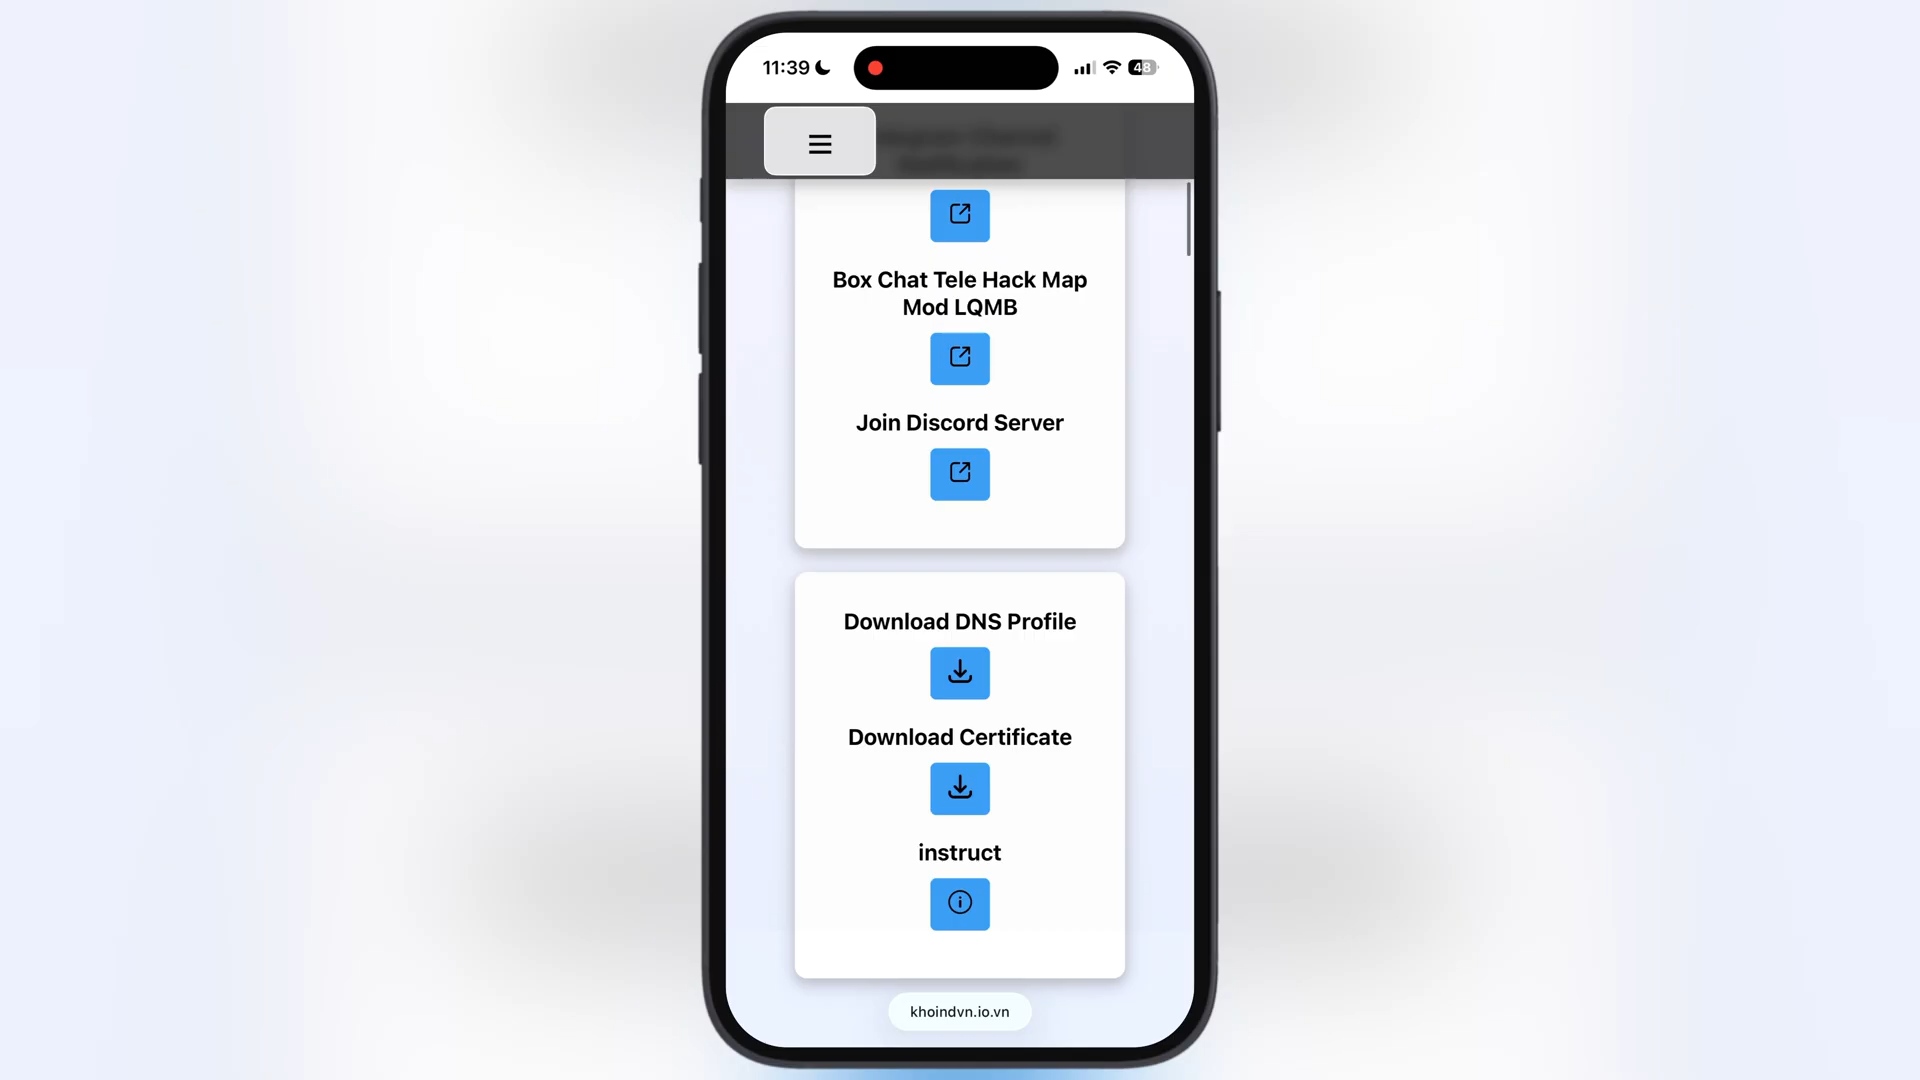 11:39
48
Box Chat Tele Hack Map
Mod LQMB
Join Discord Server
Download DNS Profile
Download Certificate
instruct
khoindvn.io.vn